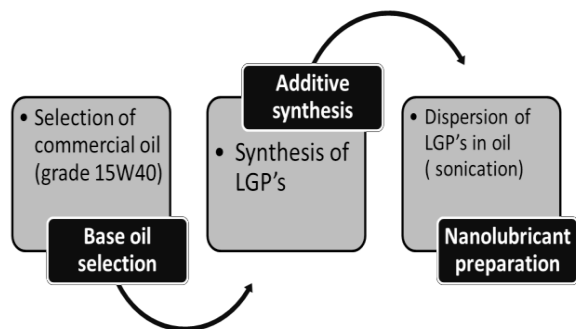 • Selection of
commercial oil
(grade 15W40)
Base oil
selection
Additive
synthesis
• Synthesis of
LGP’s
• Dispersion of
LGP’s in oil
( sonication)
Nanolubricant
preparation